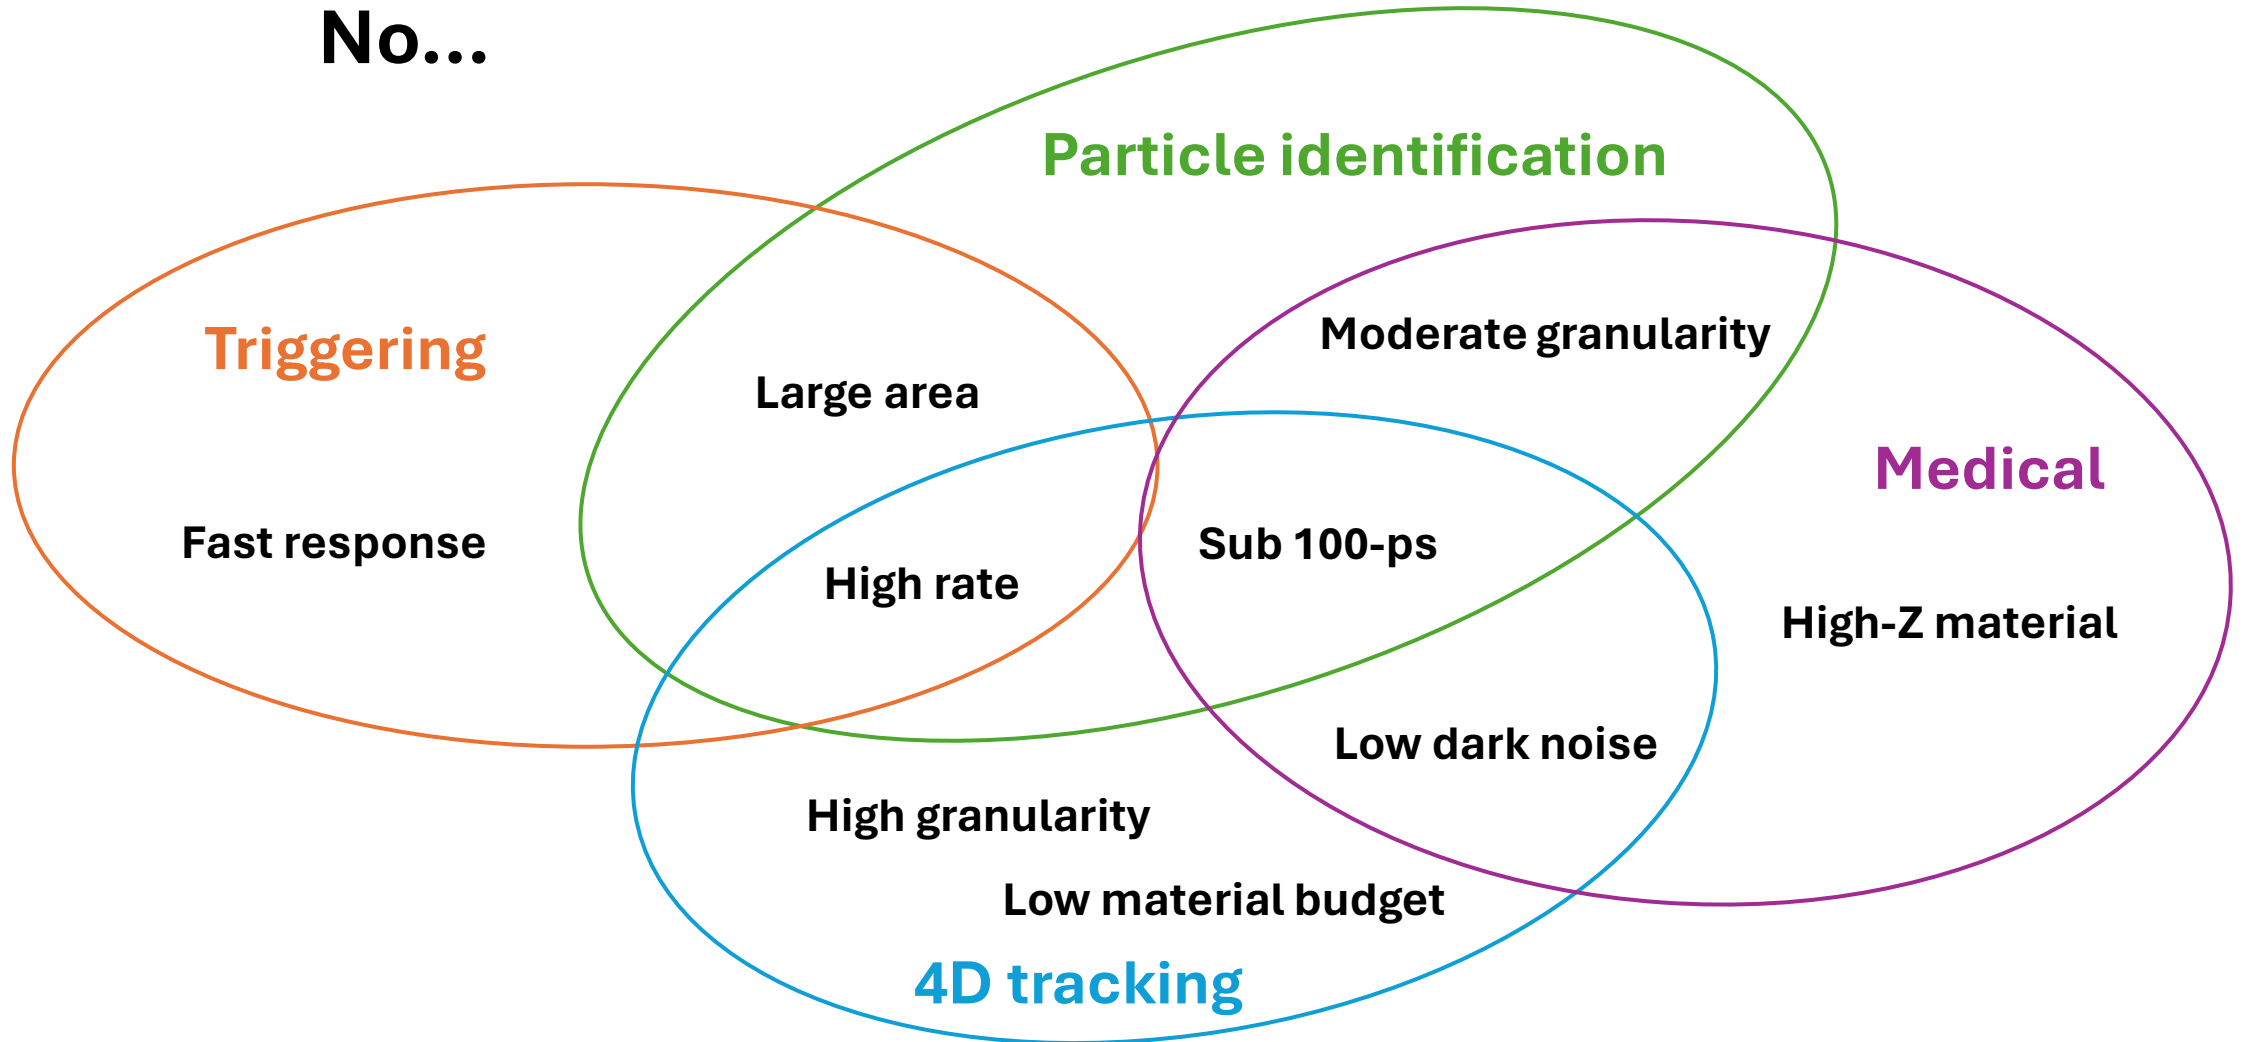 No...
Particle identification
Triggering
Moderate granularity
Large area
Medical
Fast response
Sub 100-ps
High rate
High-Z material
Low dark noise
High granularity
Low material budget
4D tracking